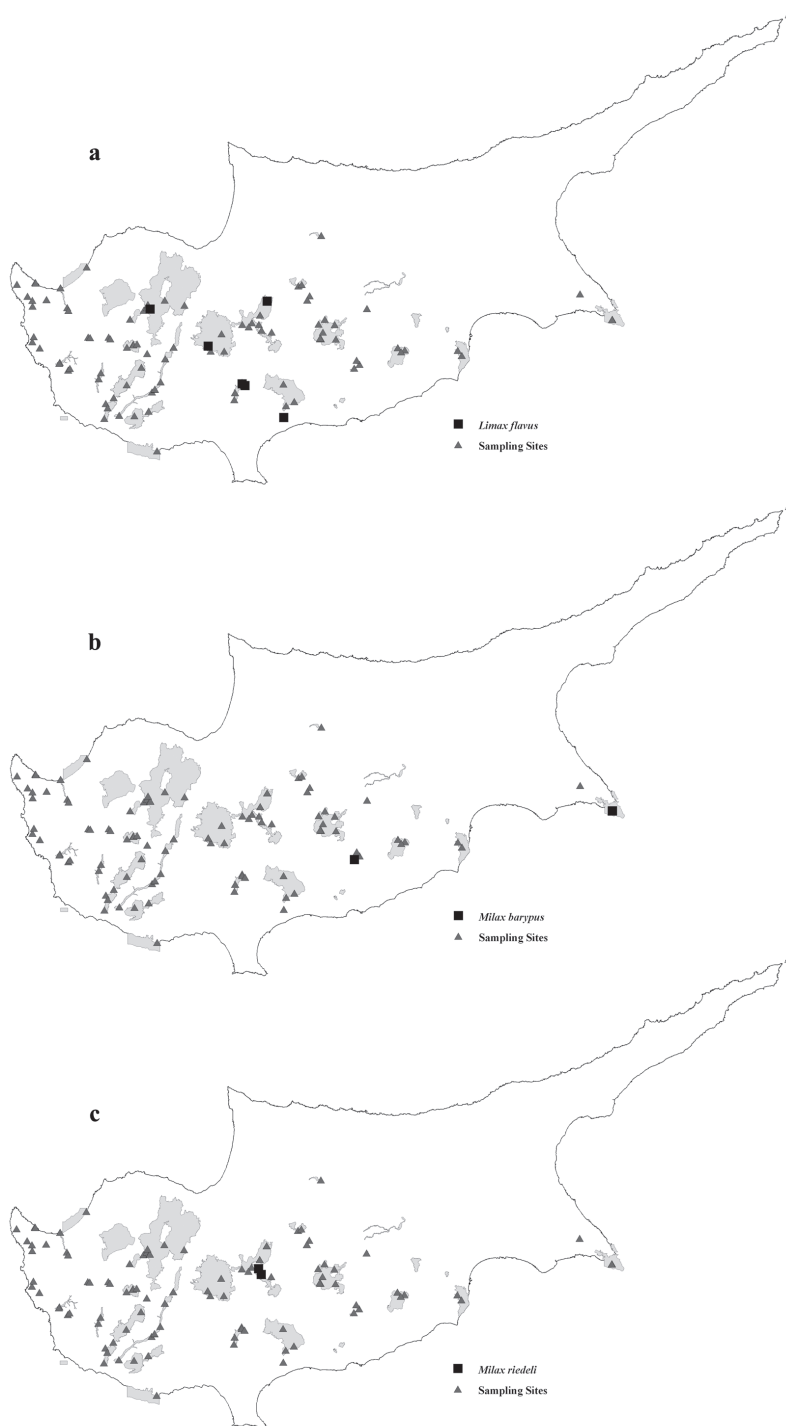 a
Limax flavus
Sampling Sites
b
Milax barypus
Sampling Sites
c
Milax riedeli
Sampling Sites